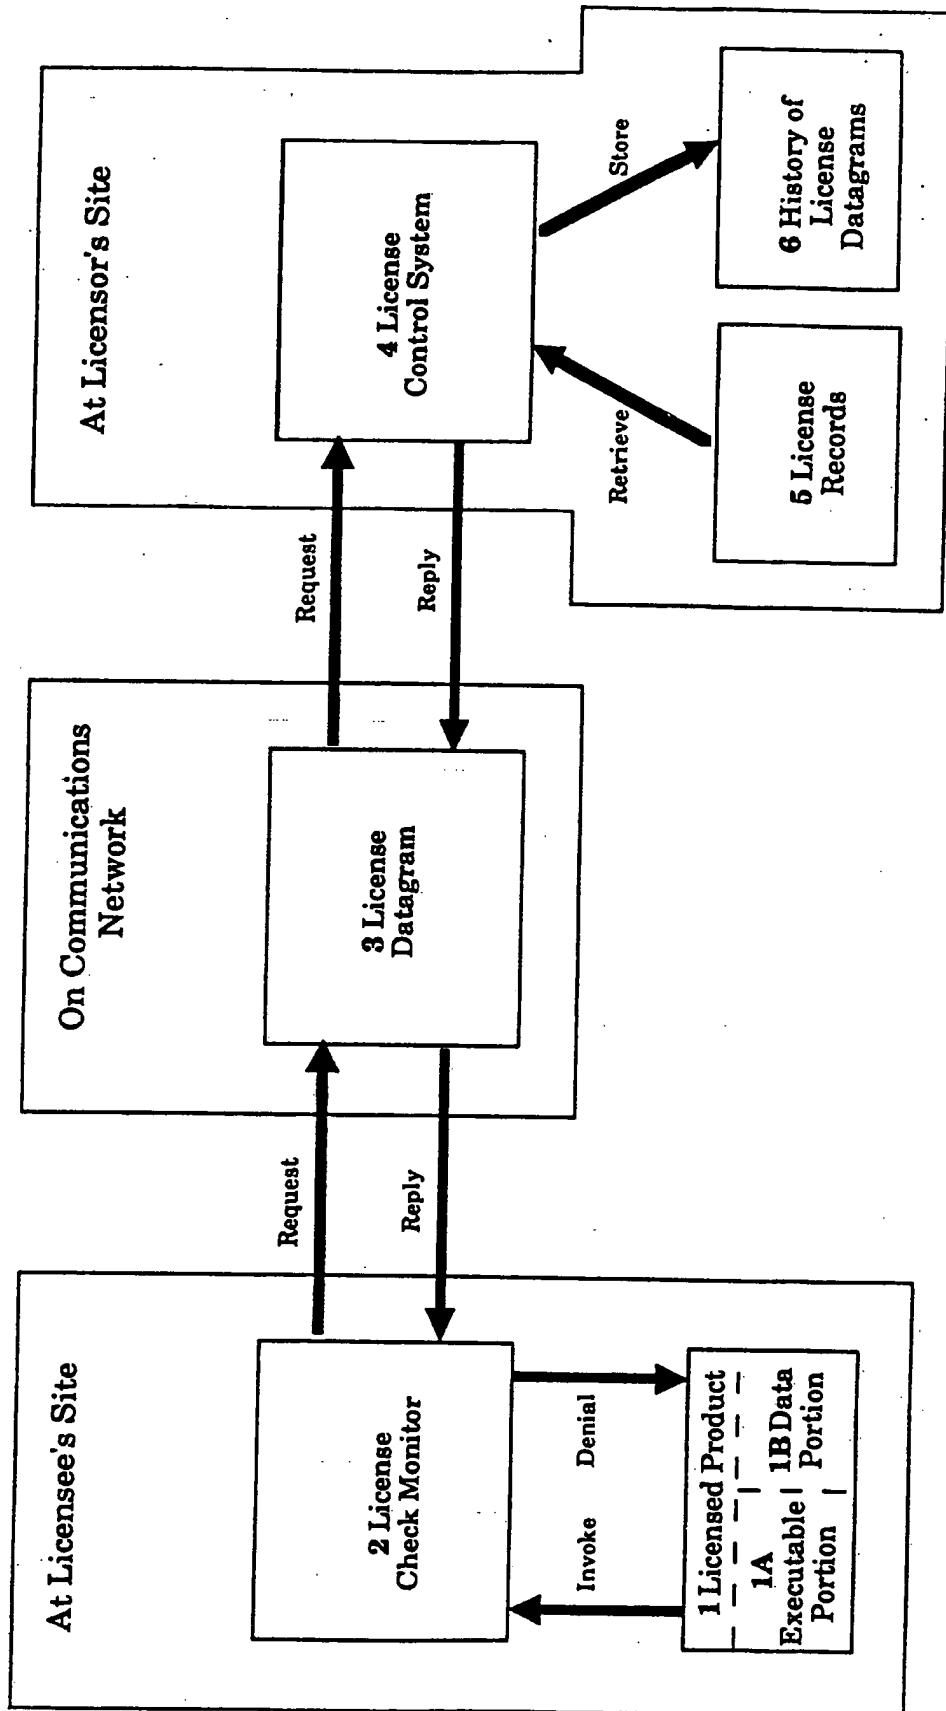 At Licensee's Site
2 License
Check Monitor
Invoke
Denial
1 Licensed Product
1A
Executable
Portion
1B Data
Portion
Request
Reply
On Communications
Network
3 License
Datagram
Request
Reply
At Licensor's Site
4 License
Control System
Retrieve
Store
5 License
Records
6 History of
License
Datagrams